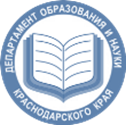 ДЕПАРТАМЕНТ ОБРАЗОВАНИЯ И НАУКИ
КРАСНОДАРСКОГО КРАЯ